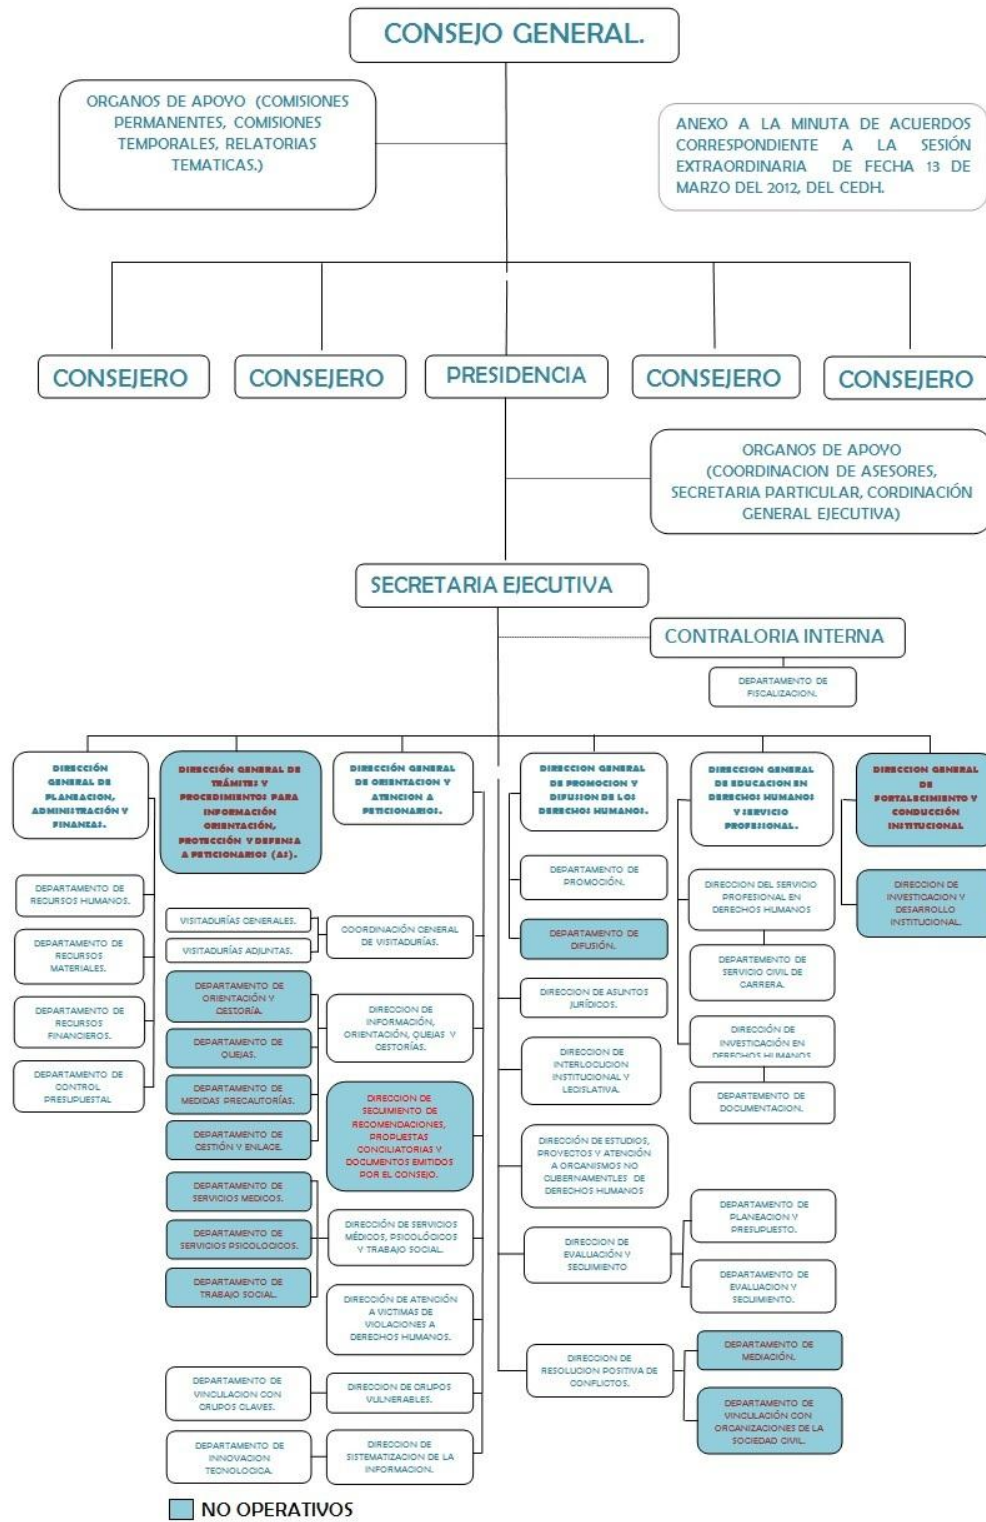 CONSEJO GENERAL.
ORGANOS DE APOYO (COMISIONES
PERMANENTES, COMISIONES
TEMPORALES, RELATORIAS
TEMATICAS.)
ANEXO A LA MINUTA DE ACUERDOS
CORRESPONDIENTE A LA SESIÓN
EXTRAORDINARIA DE FECHA 13 DE
MARZO DEL 2012, DEL CEDH.
CONSEJERO
CONSEJERO
PRESIDENCIA
CONSEJERO
CONSEJERO
ORGANOS DE APOYO
(COORDINACION DE ASESORES,
SECRETARIA PARTICULAR, CORDINACIÓN
GENERAL EJECUTIVA)
SECRETARIA EJECUTIVA
CONTRALORIA INTERNA
DEPARTAMENTO DE
FISCALIZACION.
DIRECCIÓN
GENERAL DE
PLANEACION,
ADMINISTRACIÓN Y
FINANZAS.
DIRECCIÓN GENERAL DE
TRÁMITES Y
PROCEDIMIENTOS PARA
INFORMACIÓN
ORIENTACIÓN,
PROTECCIÓN Y DEFENSA
A PETICIONARIOS (AS).
DIRECCIÓN GENERAL
DE ORIENTACION Y
ATENCION A
PETICIONARIOS.
DIRECCION GENERAL
DE PROMOCION Y
DIFUSION DE LOS
DERECHOS HUMANOS.
DIRECCION GENERAL
DE EDUCACION EN
DERECHOS HUMANOS
Y SERVICIO
PROFESIONAL.
DIRECCION GENERAL
DE
FORTALECIMIENTO Y
CONDUCCIÓN
INSTITUCIONAL
DEPARTAMENTO DE
RECURSOS HUMANOS.
DEPARTAMENTO DE
RECURSOS
MATERIALES.
DEPARTAMENTO DE
RECURSOS
FINANCIEROS.
DEPARTAMENTO DE
CONTROL
PRESUPUESTAL
VISITADURÍAS GENERALES.
VISITADURÍAS ADJUNTAS.
DEPARTAMENTO DE
ORIENTACIÓN Y
GESTORÍA.
DEPARTAMENTO DE
QUEJAS.
DEPARTAMENTO DE
MEDIDAS PRECAUTORÍAS.
DEPARTAMENTO DE
GESTIÓN Y ENLACE.
DEPARTAMENTO DE
SERVICIOS MEDICOS.
DEPARTAMENTO DE
SERVICIOS PSICOLOGICOS.
DEPARTAMENTO DE
TRABAJO SOCIAL.
DEPARTAMENTO DE
VINCULACION CON
GRUPOS CLAVES.
DEPARTAMENTO DE
INNOVACION
TECNOLOGICA.
COORDINACIÓN GENERAL
DE VISITADURÍAS.
DIRECCION DE
INFORMACIÓN,
ORIENTACIÓN, QUEJAS Y
GESTORÍAS.
DIRECCION DE
SEGUIMIENTO DE
RECOMENDACIONES,
PROPUESTAS
CONCILIATORIAS Y
DOCUMENTOS EMITIDOS
POR EL CONSEJO.
DIRECCIÓN DE SERVICIOS
MÉDICOS, PSICOLÓGICOS
Y TRABAJO SOCIAL.
DIRECCIÓN DE ATENCIÓN
A VICTIMAS DE
VIOLACIONES A
DERECHOS HUMANOS.
DIRECCION DE GRUPOS
VULNERABLES.
DIRECCION DE
SISTEMATIZACION DE LA
INFORMACION.
DEPARTAMENTO DE
PROMOCIÓN.
DEPARTAMENTO DE
DIFUSIÓN.
DIRECCION DE ASUNTOS
JURÍDICOS.
DIRECCION DE
INTERLOCUCION
INSTITUCIONAL Y
LEGISLATIVA.
DIRECCIÓN DE ESTUDIOS,
PROYECTOS Y ATENCIÓN
A ORGANISMOS NO
GUBERNAMENTLES DE
DERECHOS HUMANOS
DIRECCION DE
EVALUACIÓN Y
SEGUIMIENTO
DIRECCION DE
RESOLUCION POSITIVA DE
CONFLICTOS.
DIRECCION DEL SERVICIO
PROFESIONAL EN
DERECHOS HUMANOS
DEPARTEMENTO DE
SERVICIO CIVIL DE
CARRERA.
DIRECCIÓN DE
INVESTIGACIÓN EN
DERECHOS HUMANOS
DEPARTEMENTO DE
DOCUMENTACION.
DEPARTAMENTO DE
PLANEACION Y
PRESUPUESTO.
DEPARTAMENTO DE
EVALUACION Y
SEGUIMIENTO.
DEPARTAMENTO DE
MEDIACIÓN.
DEPARTAMENTO DE
VINCULACIÓN CON
ORGANIZACIONES DE LA
SOCIEDAD CIVIL.
DIRECCION DE
INVESTIGACION Y
DESARROLLO
INSTITUCIONAL.
NO OPERATIVOS